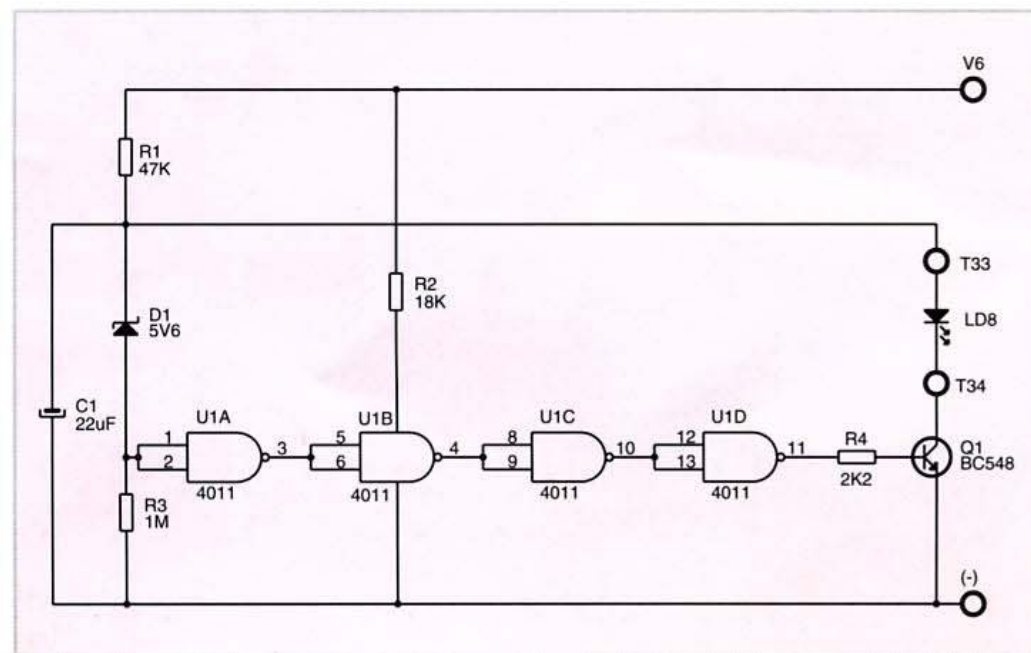 V6
R1
47K
R2
18K
T33
D1
5V6
LD8
C1
22uF
T34
U1A
U1B
U1C
U1D
1
2
3
4011
5
6
4
4011
8
9
10
4011
12
13
11
4011
R4
2K2
Q1
BC548
R3
1M
(-)